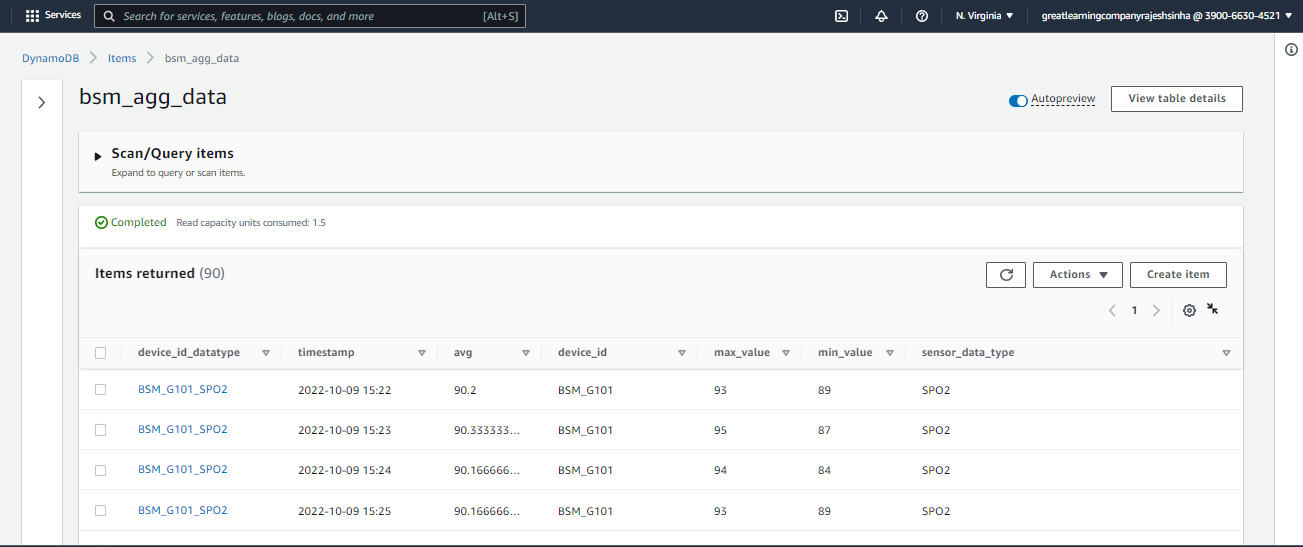 Services
Search for services, features, blogs, docs, and more [Alt+S]
N. Virginia
greatlearningcompanyrajeshsinha @ 3900-6630-4521
DynamoDB Items bsm_agg_data
bsm_agg_data
Autopreview
View table details
Scan/Query items
Expand to query or scan items.
Completed Read capacity units consumed: 1.5
Items returned (90)
Actions
Create item
1
device_id_datatype timestamp avg device_id max_value min_value sensor_data_type
BSM_G101_SPO2 2022-10-09 15:22 90.2 BSM_G101 93 89 SPO2
BSM_G101_SPO2 2022-10-09 15:23 90.333333... BSM_G101 95 87 SPO2
BSM_G101_SPO2 2022-10-09 15:24 90.166666... BSM_G101 94 84 SPO2
BSM_G101_SPO2 2022-10-09 15:25 90.166666... BSM_G101 93 89 SPO2